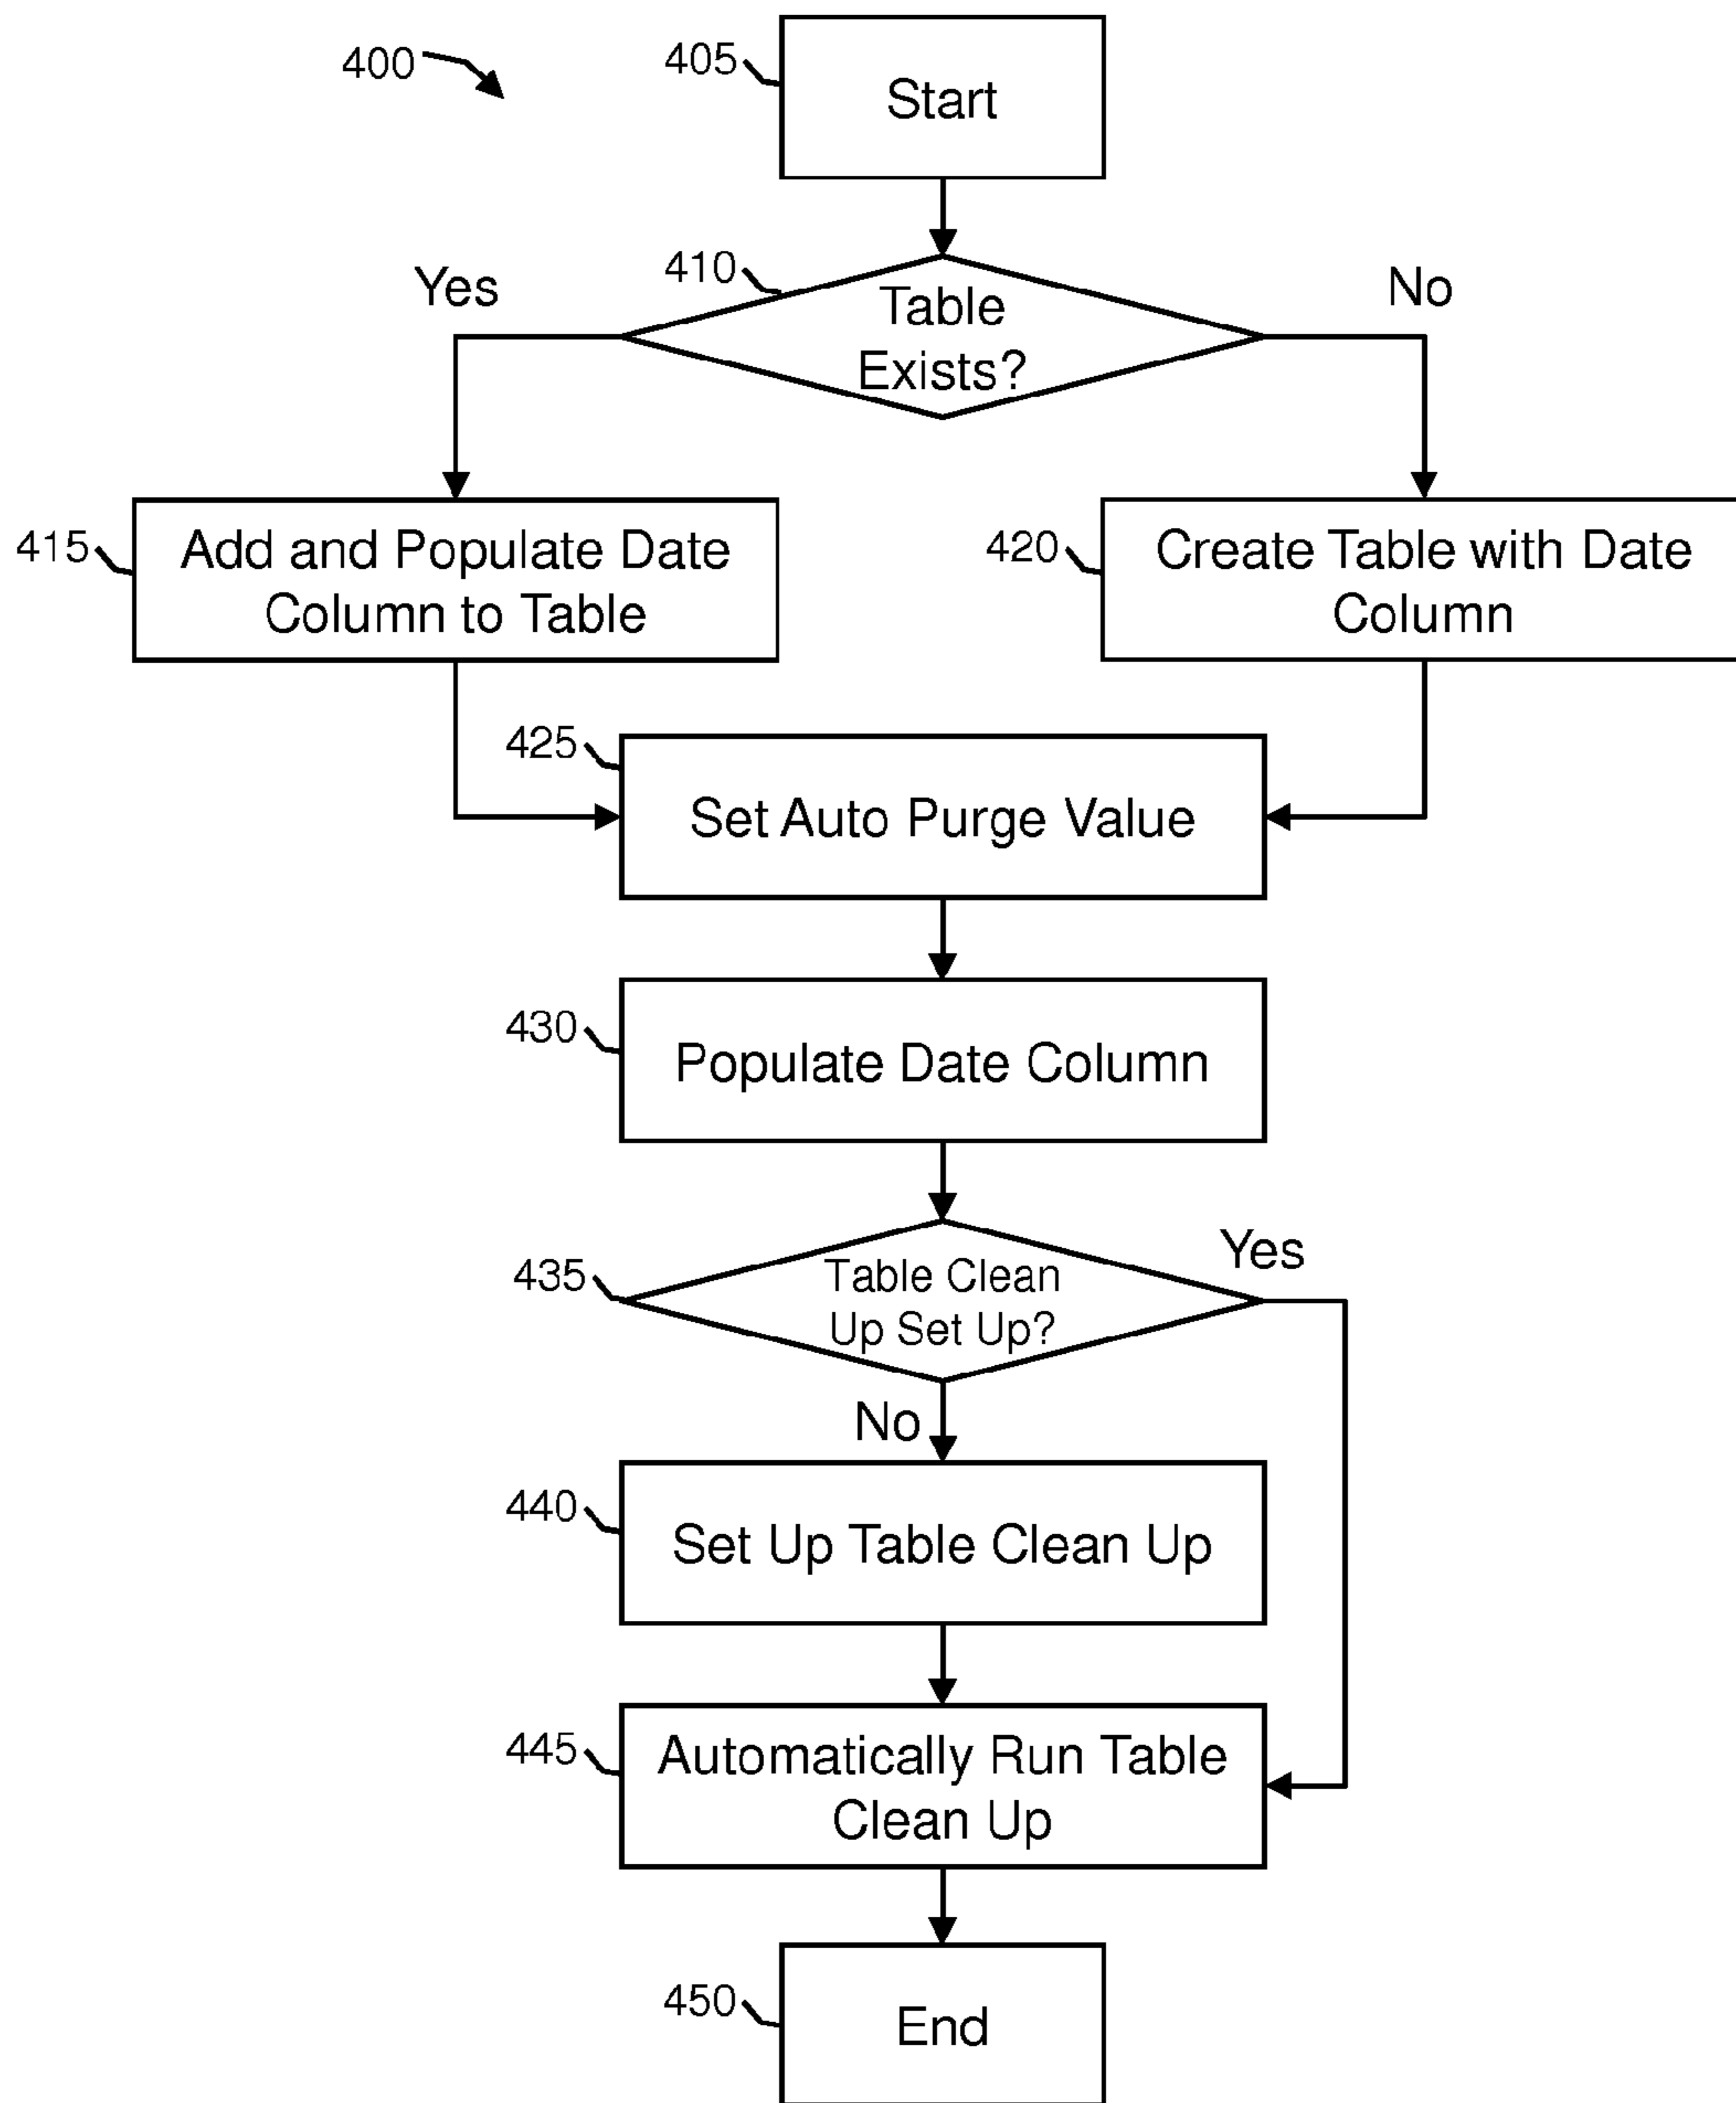 400
405
Start
410
Yes
No
Table
Exists?
415
Add and Populate Date
Column to Table
420
Create Table with Date
Column
425
Set Auto Purge Value
430
Populate Date Column
435
Yes
Table Clean
Up Set Up?
No
440
Set Up Table Clean Up
445
Automatically Run Table
Clean Up
450
End